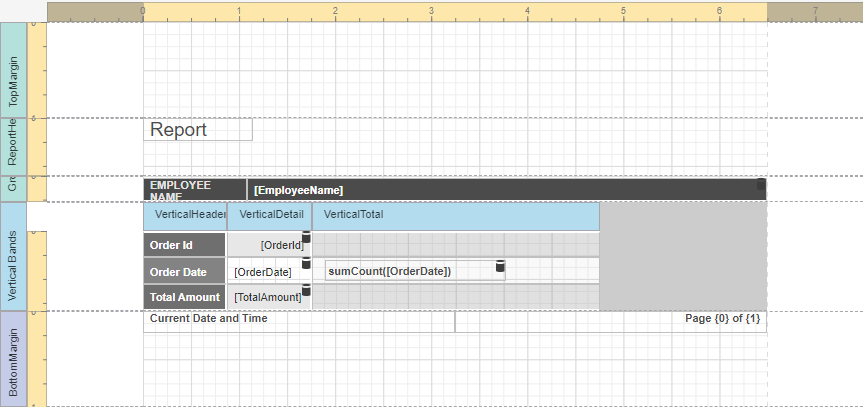 0 1 2 3 4 5 6 7
TopMargin
ReportHe
Report
Gro
EMPLOYEE NAME
[EmployeeName]
Vertical Bands
VerticalHeader
VerticalDetail
VerticalTotal
Order Id
[OrderId]
Order Date
[OrderDate]
sumCount([OrderDate])
Total Amount
[TotalAmount]
BottomMargin
Current Date and Time
Page {0} of {1}